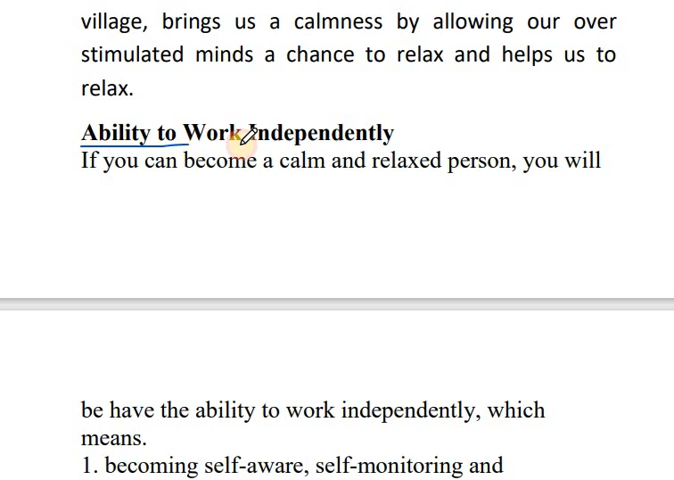 village, brings us a calmness by allowing our over
stimulated minds a chance to relax and helps us to
relax.
Ability to Work Independently
If you can become a calm and relaxed person, you will
be have the ability to work independently, which
means.
1. becoming self-aware, self-monitoring and